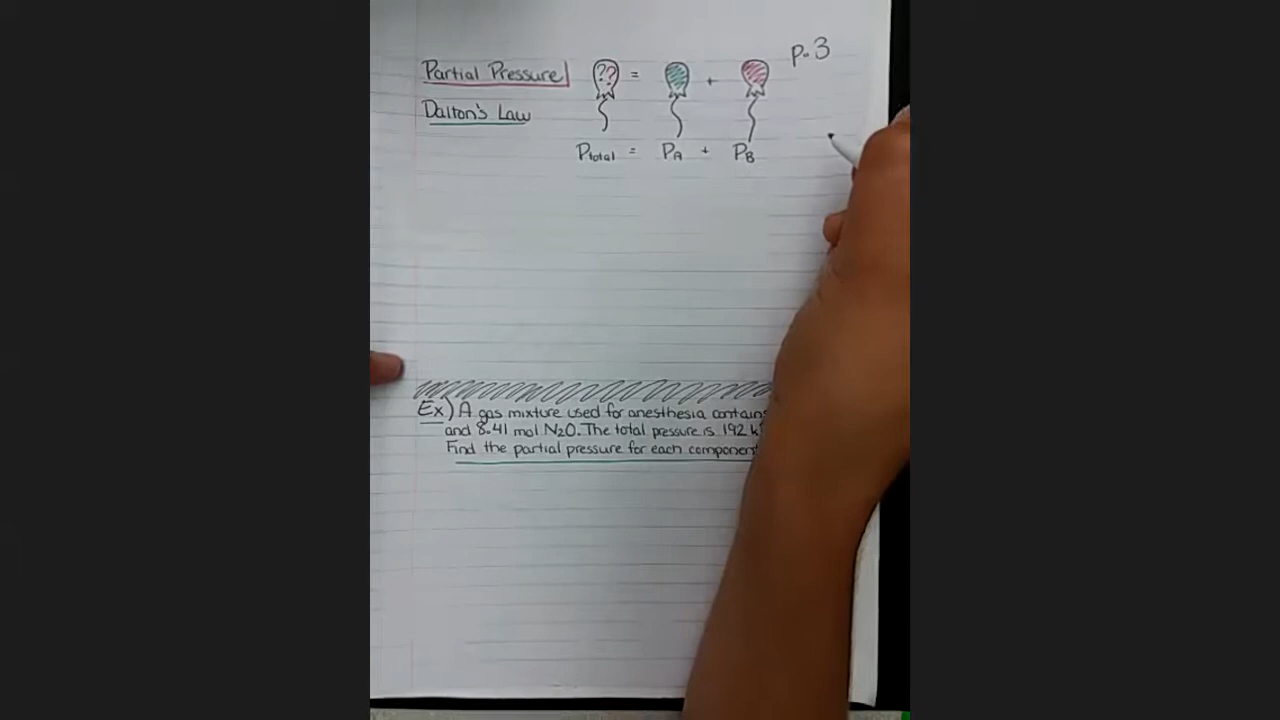 p.3
Partial Pressure ?? = +
Dalton's Law
Ptotal = PA + PB
Ex) A gas mixture used for anesthesia contains
and 8.41 mol N2O. The total pressure is 192
Find the partial pressure for each component